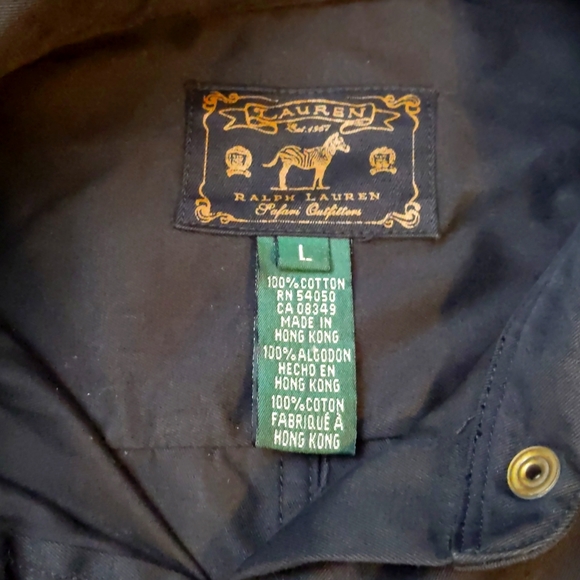 LAUREN
Est. 1967
RALPH LAUREN
Safari Outfitters
L
100% COTTON
RN 54050
CA 08349
MADE IN
HONG KONG
100% ALGODON
HECHO EN
HONG KONG
100% COTON
FABRIQUÉ À
HONG KONG